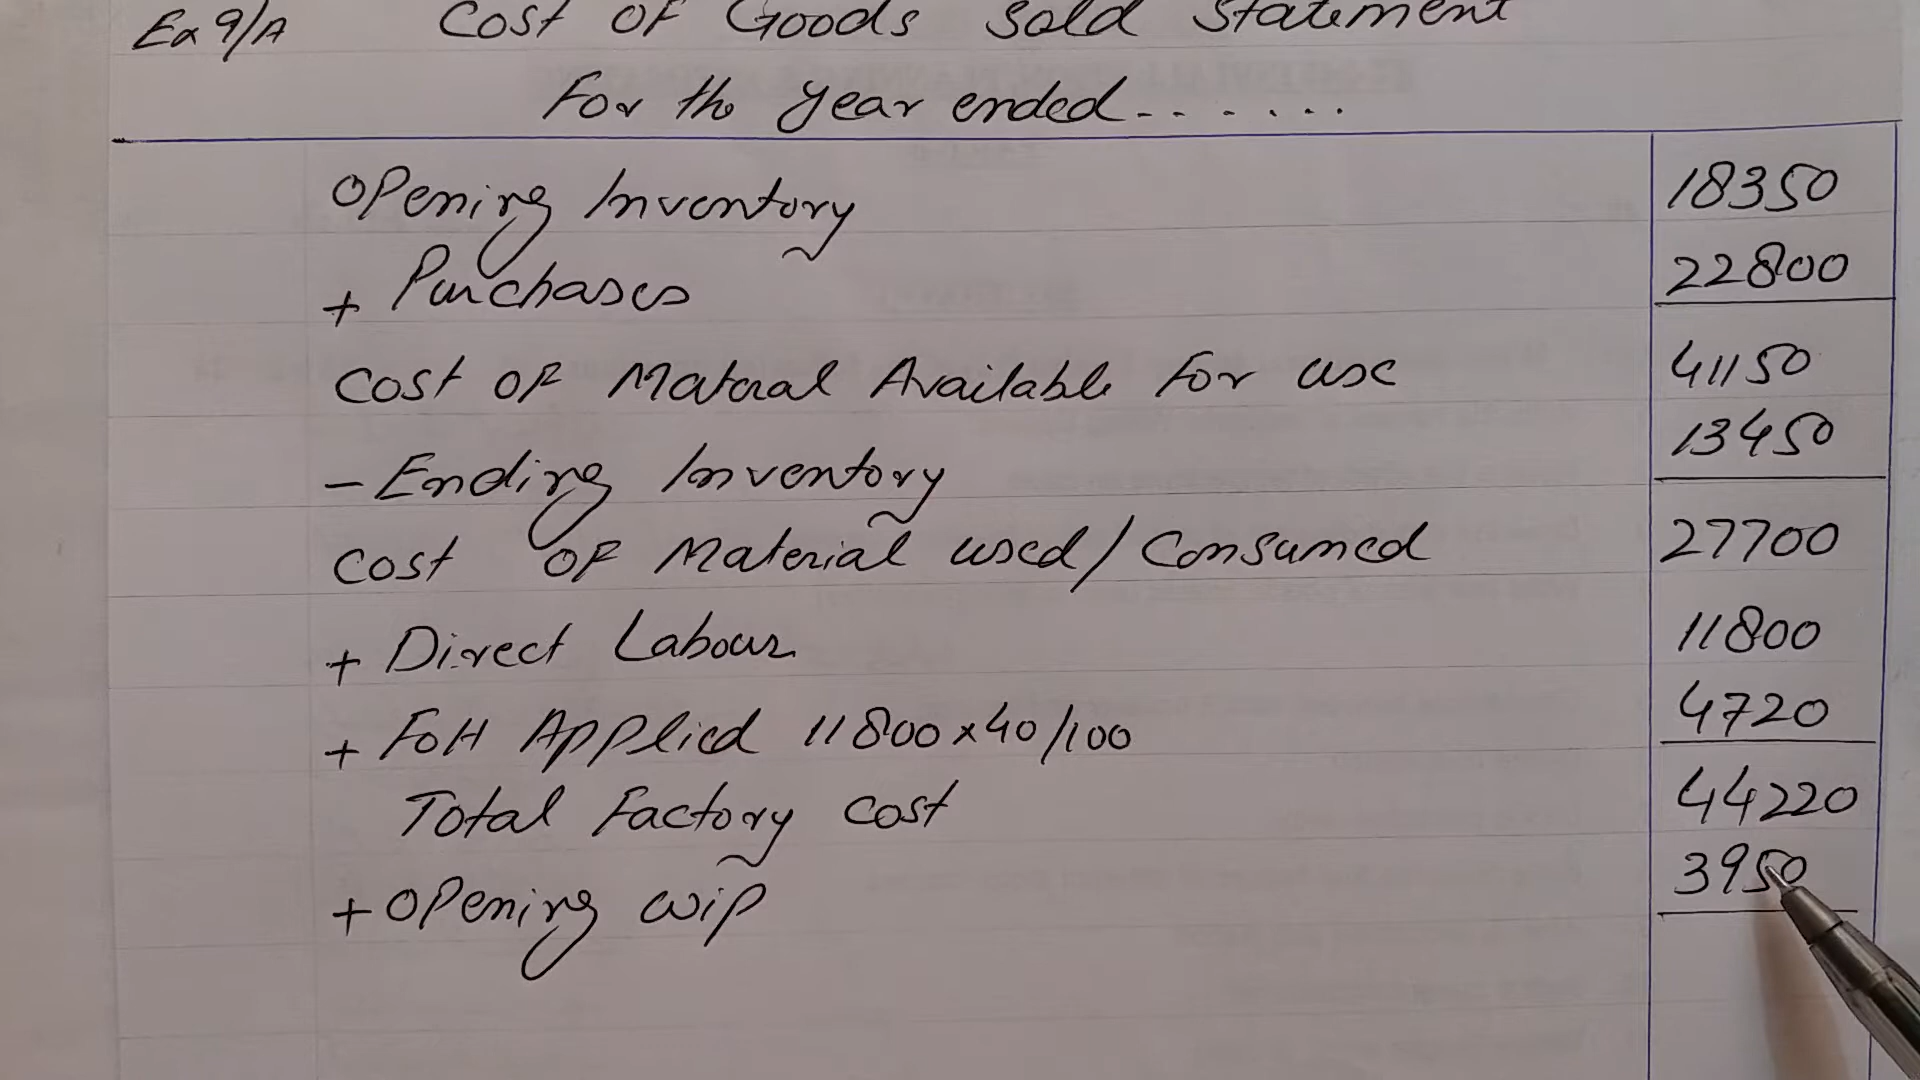 Ex 9/A Cost OF Goods Sold Statement
For the year ended.......
Opening Inventory 18350
+ Purchases 22800
Cost OF Mataral Available For use 41150
- Ending Inventory 13450
Cost OF Material used/Consumed 27700
+ Direct Labour 11800
+ FOH Applied 11800 x 40/100 4720
Total Factory Cost 44220
+ Opening wip 3950